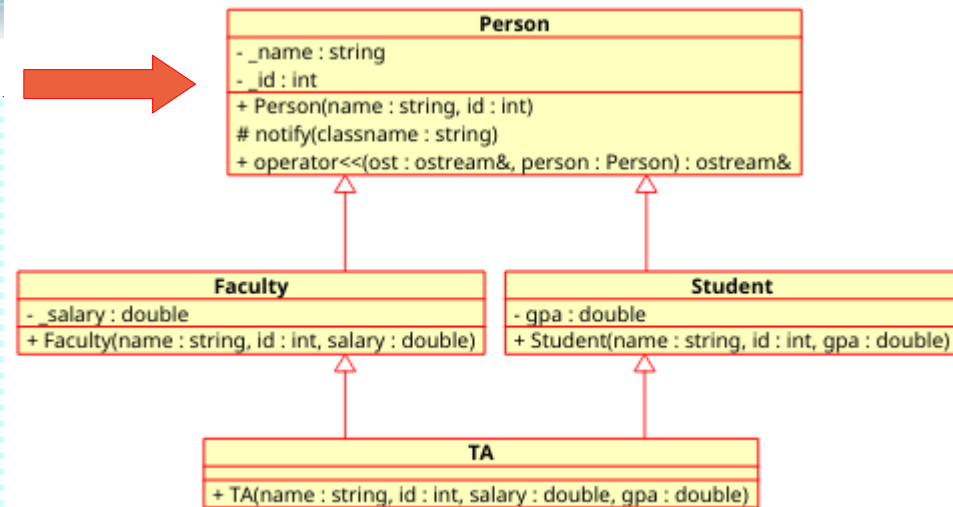 Person
- _name : string
- _id : int
+ Person(name : string, id : int)
# notify(classname : string)
+ operator<<(ost : ostream&, person : Person) : ostream&
Faculty
- _salary : double
+ Faculty(name : string, id : int, salary : double)
Student
- gpa : double
+ Student(name : string, id : int, gpa : double)
TA
+ TA(name : string, id : int, salary : double, gpa : double)